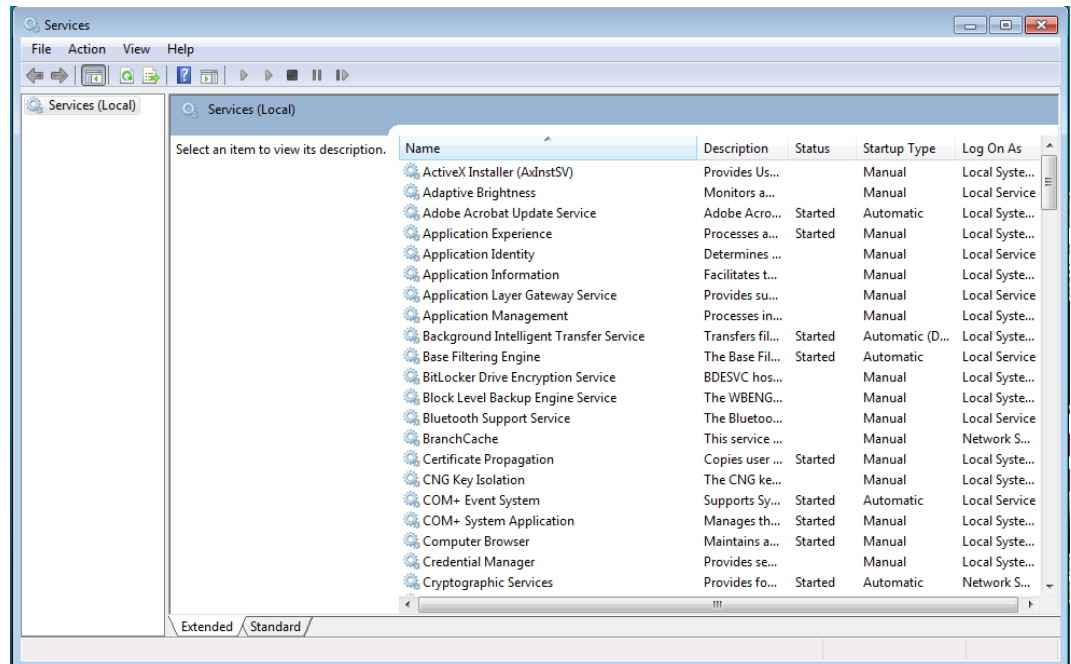 Services
File Action View Help
Services (Local)
Services (Local)
Select an item to view its description.
Name Description Status Startup Type Log On As
ActiveX Installer (AxInstSV) Provides Us... Manual Local Syste...
Adaptive Brightness Monitors a... Manual Local Service
Adobe Acrobat Update Service Adobe Acro... Started Automatic Local Syste...
Application Experience Processes a... Started Manual Local Syste...
Application Identity Determines ... Manual Local Service
Application Information Facilitates t... Manual Local Syste...
Application Layer Gateway Service Provides su... Manual Local Service
Application Management Processes in... Manual Local Syste...
Background Intelligent Transfer Service Transfers fil... Started Automatic (D... Local Syste...
Base Filtering Engine The Base Fil... Started Automatic Local Service
BitLocker Drive Encryption Service BDESVC hos... Manual Local Syste...
Block Level Backup Engine Service The WBENG... Manual Local Syste...
Bluetooth Support Service The Bluetoo... Manual Local Service
BranchCache This service ... Manual Network S...
Certificate Propagation Copies user ... Started Manual Local Syste...
CNG Key Isolation The CNG ke... Manual Local Syste...
COM+ Event System Supports Sy... Started Automatic Local Service
COM+ System Application Manages th... Started Manual Local Syste...
Computer Browser Maintains a... Started Manual Local Syste...
Credential Manager Provides se... Manual Local Syste...
Cryptographic Services Provides fo... Started Automatic Network S...
Extended Standard